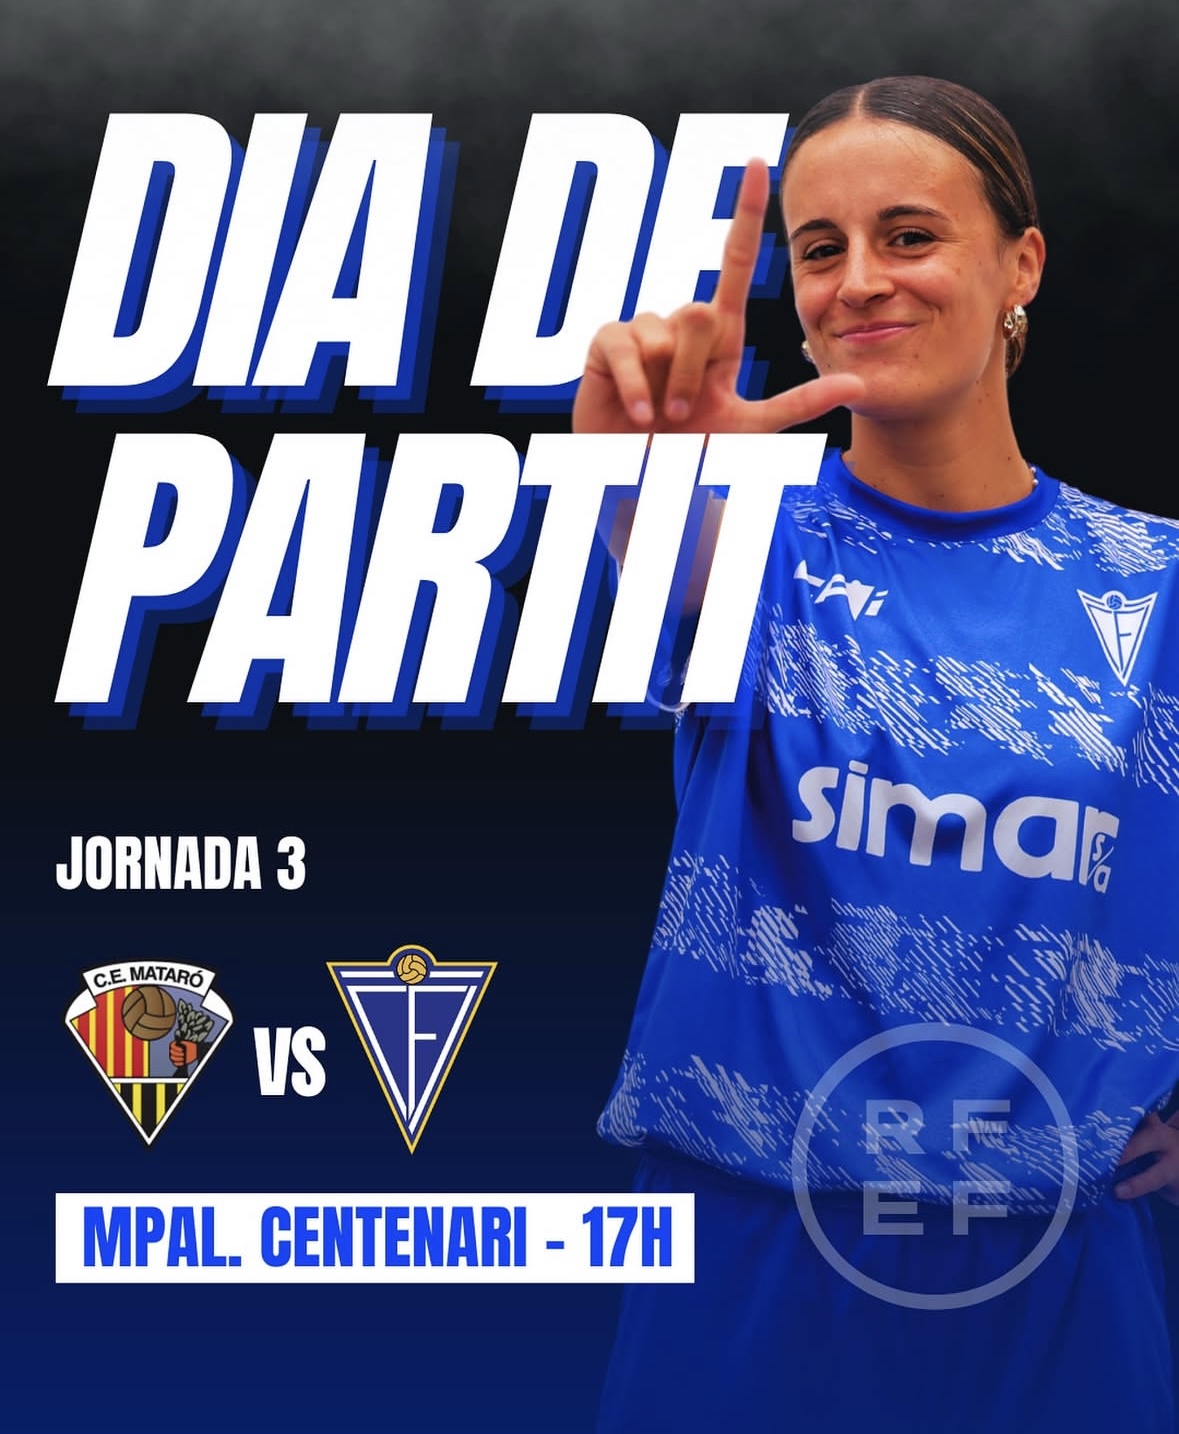 DIA DE
PARTIT
simar
s/a
JORNADA 3
C.E. MATARÓ
VS
MPAL. CENTENARI - 17H
RF
EF